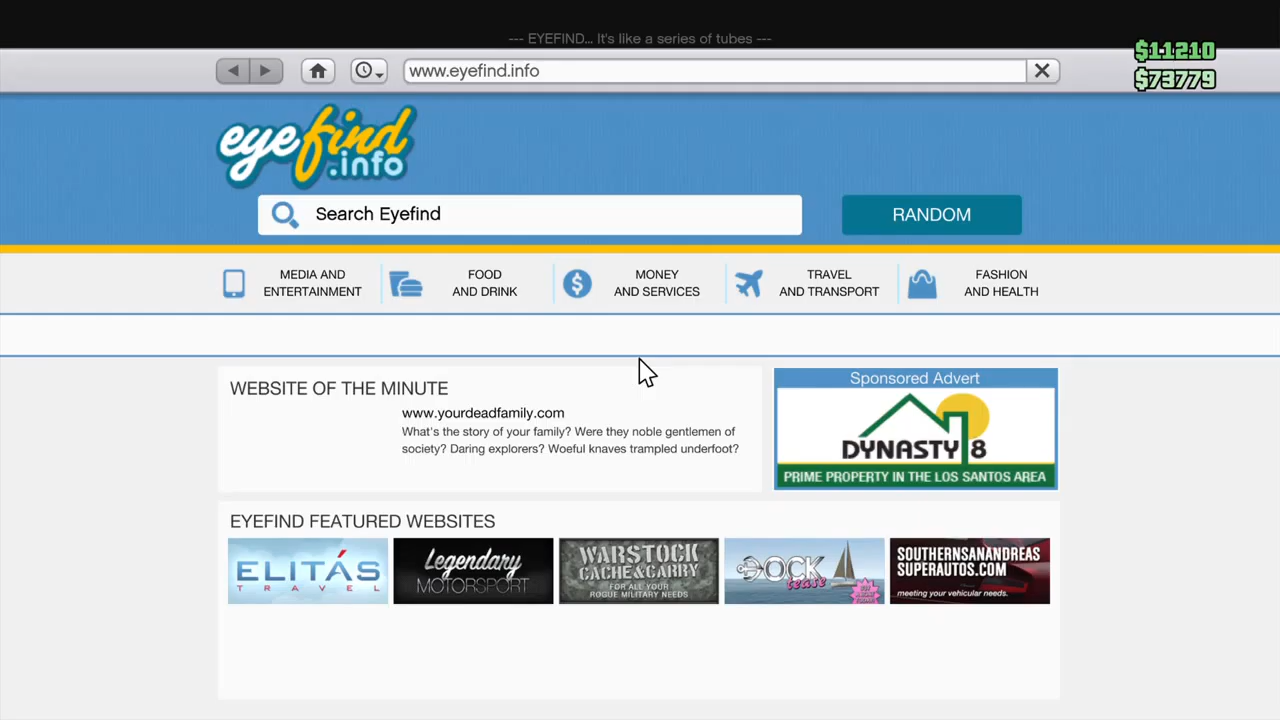 --- EYEFIND... It's like a series of tubes ---
$11210
www.eyefind.info
$73779
eyefind
.info
Search Eyefind
RANDOM
MEDIA AND
ENTERTAINMENT
FOOD
AND DRINK
MONEY
AND SERVICES
TRAVEL
AND TRANSPORT
FASHION
AND HEALTH
WEBSITE OF THE MINUTE
www.yourdeadfamily.com
What's the story of your family? Were they noble gentlemen of
society? Daring explorers? Woeful knaves trampled underfoot?
Sponsored Advert
DYNASTY 8
PRIME PROPERTY IN THE LOS SANTOS AREA
EYEFIND FEATURED WEBSITES
ELITÁS
TRAVEL
Legendary
MOTORSPORT
WARSTOCK
CACHE & CARRY
FOR ALL YOUR
ROGUE MILITARY NEEDS
DOCK
tease
SOUTHERNSANANDREAS
SUPERAUTOS.COM
meeting your vehicular needs.